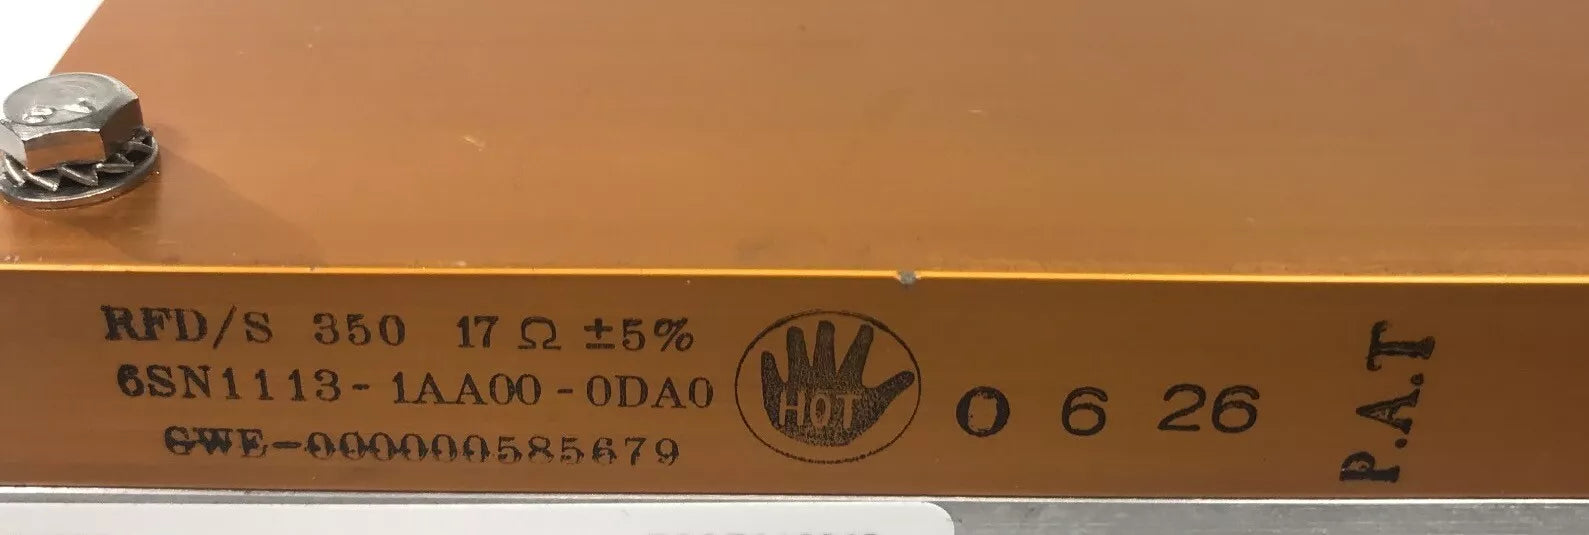 RFD/S 350 17 Ω ±5%
6SN1113-1AA00-0DA0
GWE-000000585679
HOT
0 6 26
P.A.T